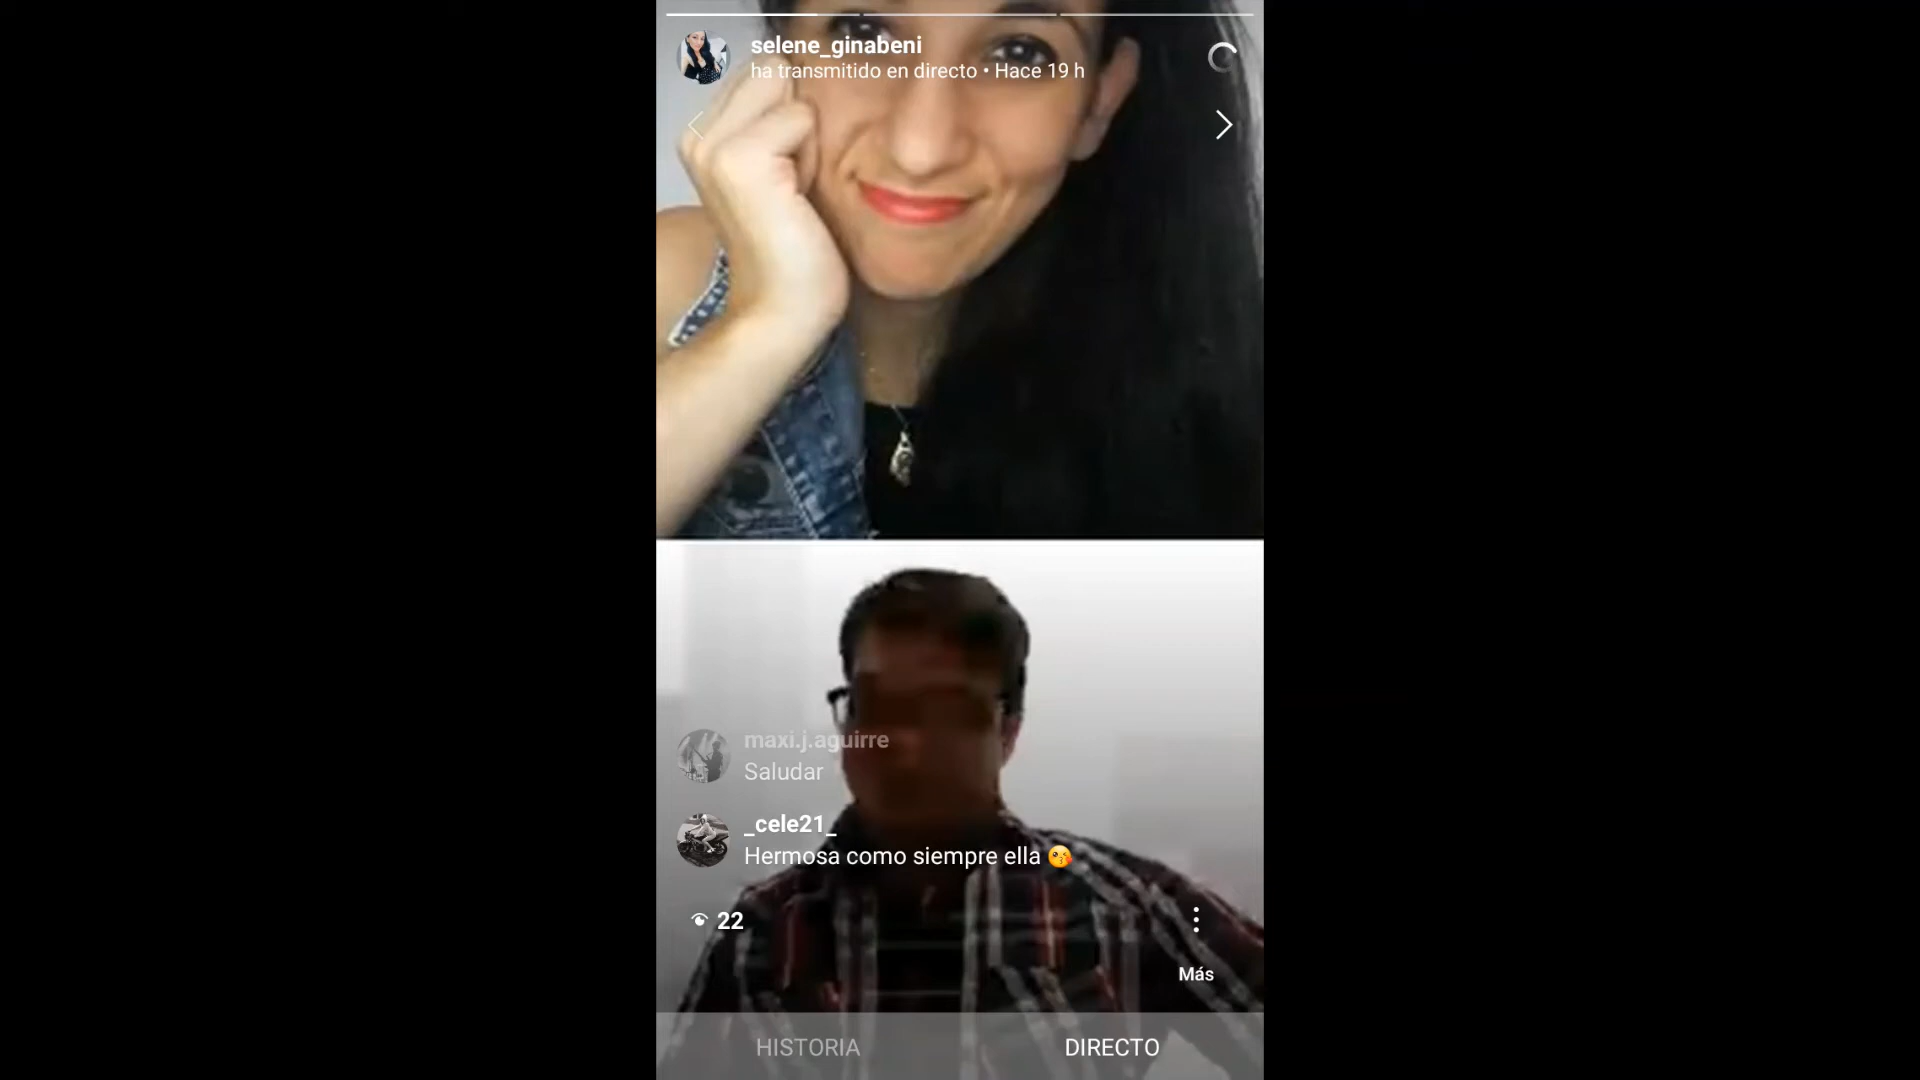 selene_ginabeni
ha transmitido en directo • Hace 19 h
maxi.j.aguirre
Saludar
_cele21_
Hermosa como siempre ella 😙
22
Más
HISTORIA
DIRECTO